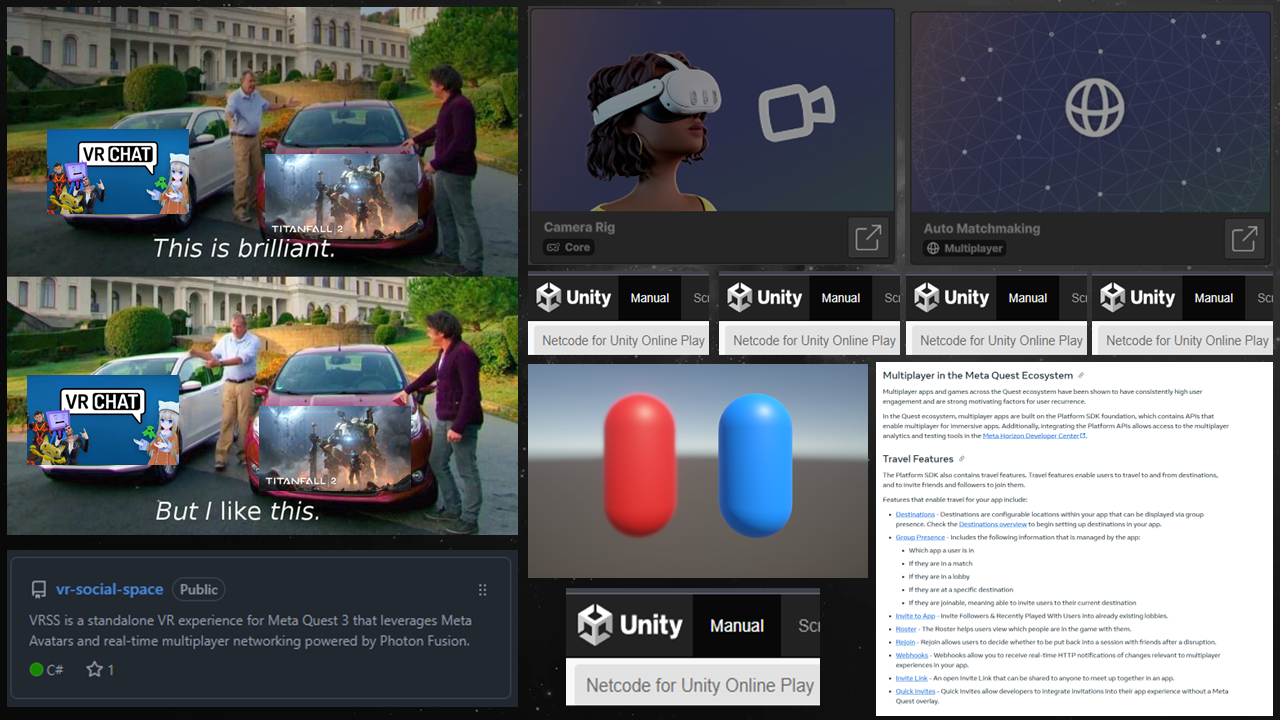 VRCHAT
TITANFALL 2
This is brilliant.
VRCHAT
TITANFALL 2
But I like this.
vr-social-space Public
VRSS is a standalone VR experience for Meta Quest 3 that leverages Meta
Avatars and real-time multiplayer networking powered by Photon Fusion.
C# 1
Camera Rig
Core
Auto Matchmaking
Multiplayer
Unity Manual Scr
Netcode for Unity Online Play
Unity Manual Scr
Netcode for Unity Online Play
Unity Manual Scr
Netcode for Unity Online Play
Unity Manual Scr
Netcode for Unity Online Play
Unity Manual Scr
Netcode for Unity Online Play
Multiplayer in the Meta Quest Ecosystem
Multiplayer apps and games across the Quest ecosystem have been shown to have consistently high user
engagement and are strong motivating factors for user recurrence.
In the Quest ecosystem, multiplayer apps are built on the Platform SDK foundation, which contains APIs that
enable multiplayer for immersive apps. Additionally, integrating the Platform APIs allows access to the multiplayer
analytics and testing tools in the Meta Horizon Developer Center.
Travel Features
The Platform SDK also contains travel features. Travel features enable users to travel to and from destinations,
and to invite friends and followers to join them.
Features that enable travel for your app include:
• Destinations - Destinations are configurable locations within your app that can be displayed via group
presence. Check the Destinations overview to begin setting up destinations in your app.
• Group Presence - Includes the following information that is managed by the app:
• Which app a user is in
• If they are in a match
• If they are in a lobby
• If they are at a specific destination
• If they are joinable, meaning able to invite users to their current destination
• Invite to App - Invite Followers & Recently Played With Users into already existing lobbies.
• Roster - The Roster helps users view which people are in the game with them.
• Rejoin - Rejoin allows users to decide whether to be put back into a session with friends after a disruption.
• Webhooks - Webhooks allow you to receive real-time HTTP notifications of changes relevant to multiplayer
experiences in your app.
• Invite Link - An open Invite Link that can be shared to anyone to meet up together in an app.
• Quick Invites - Quick Invites allow developers to integrate invitations into their app experience without a Meta
Quest overlay.